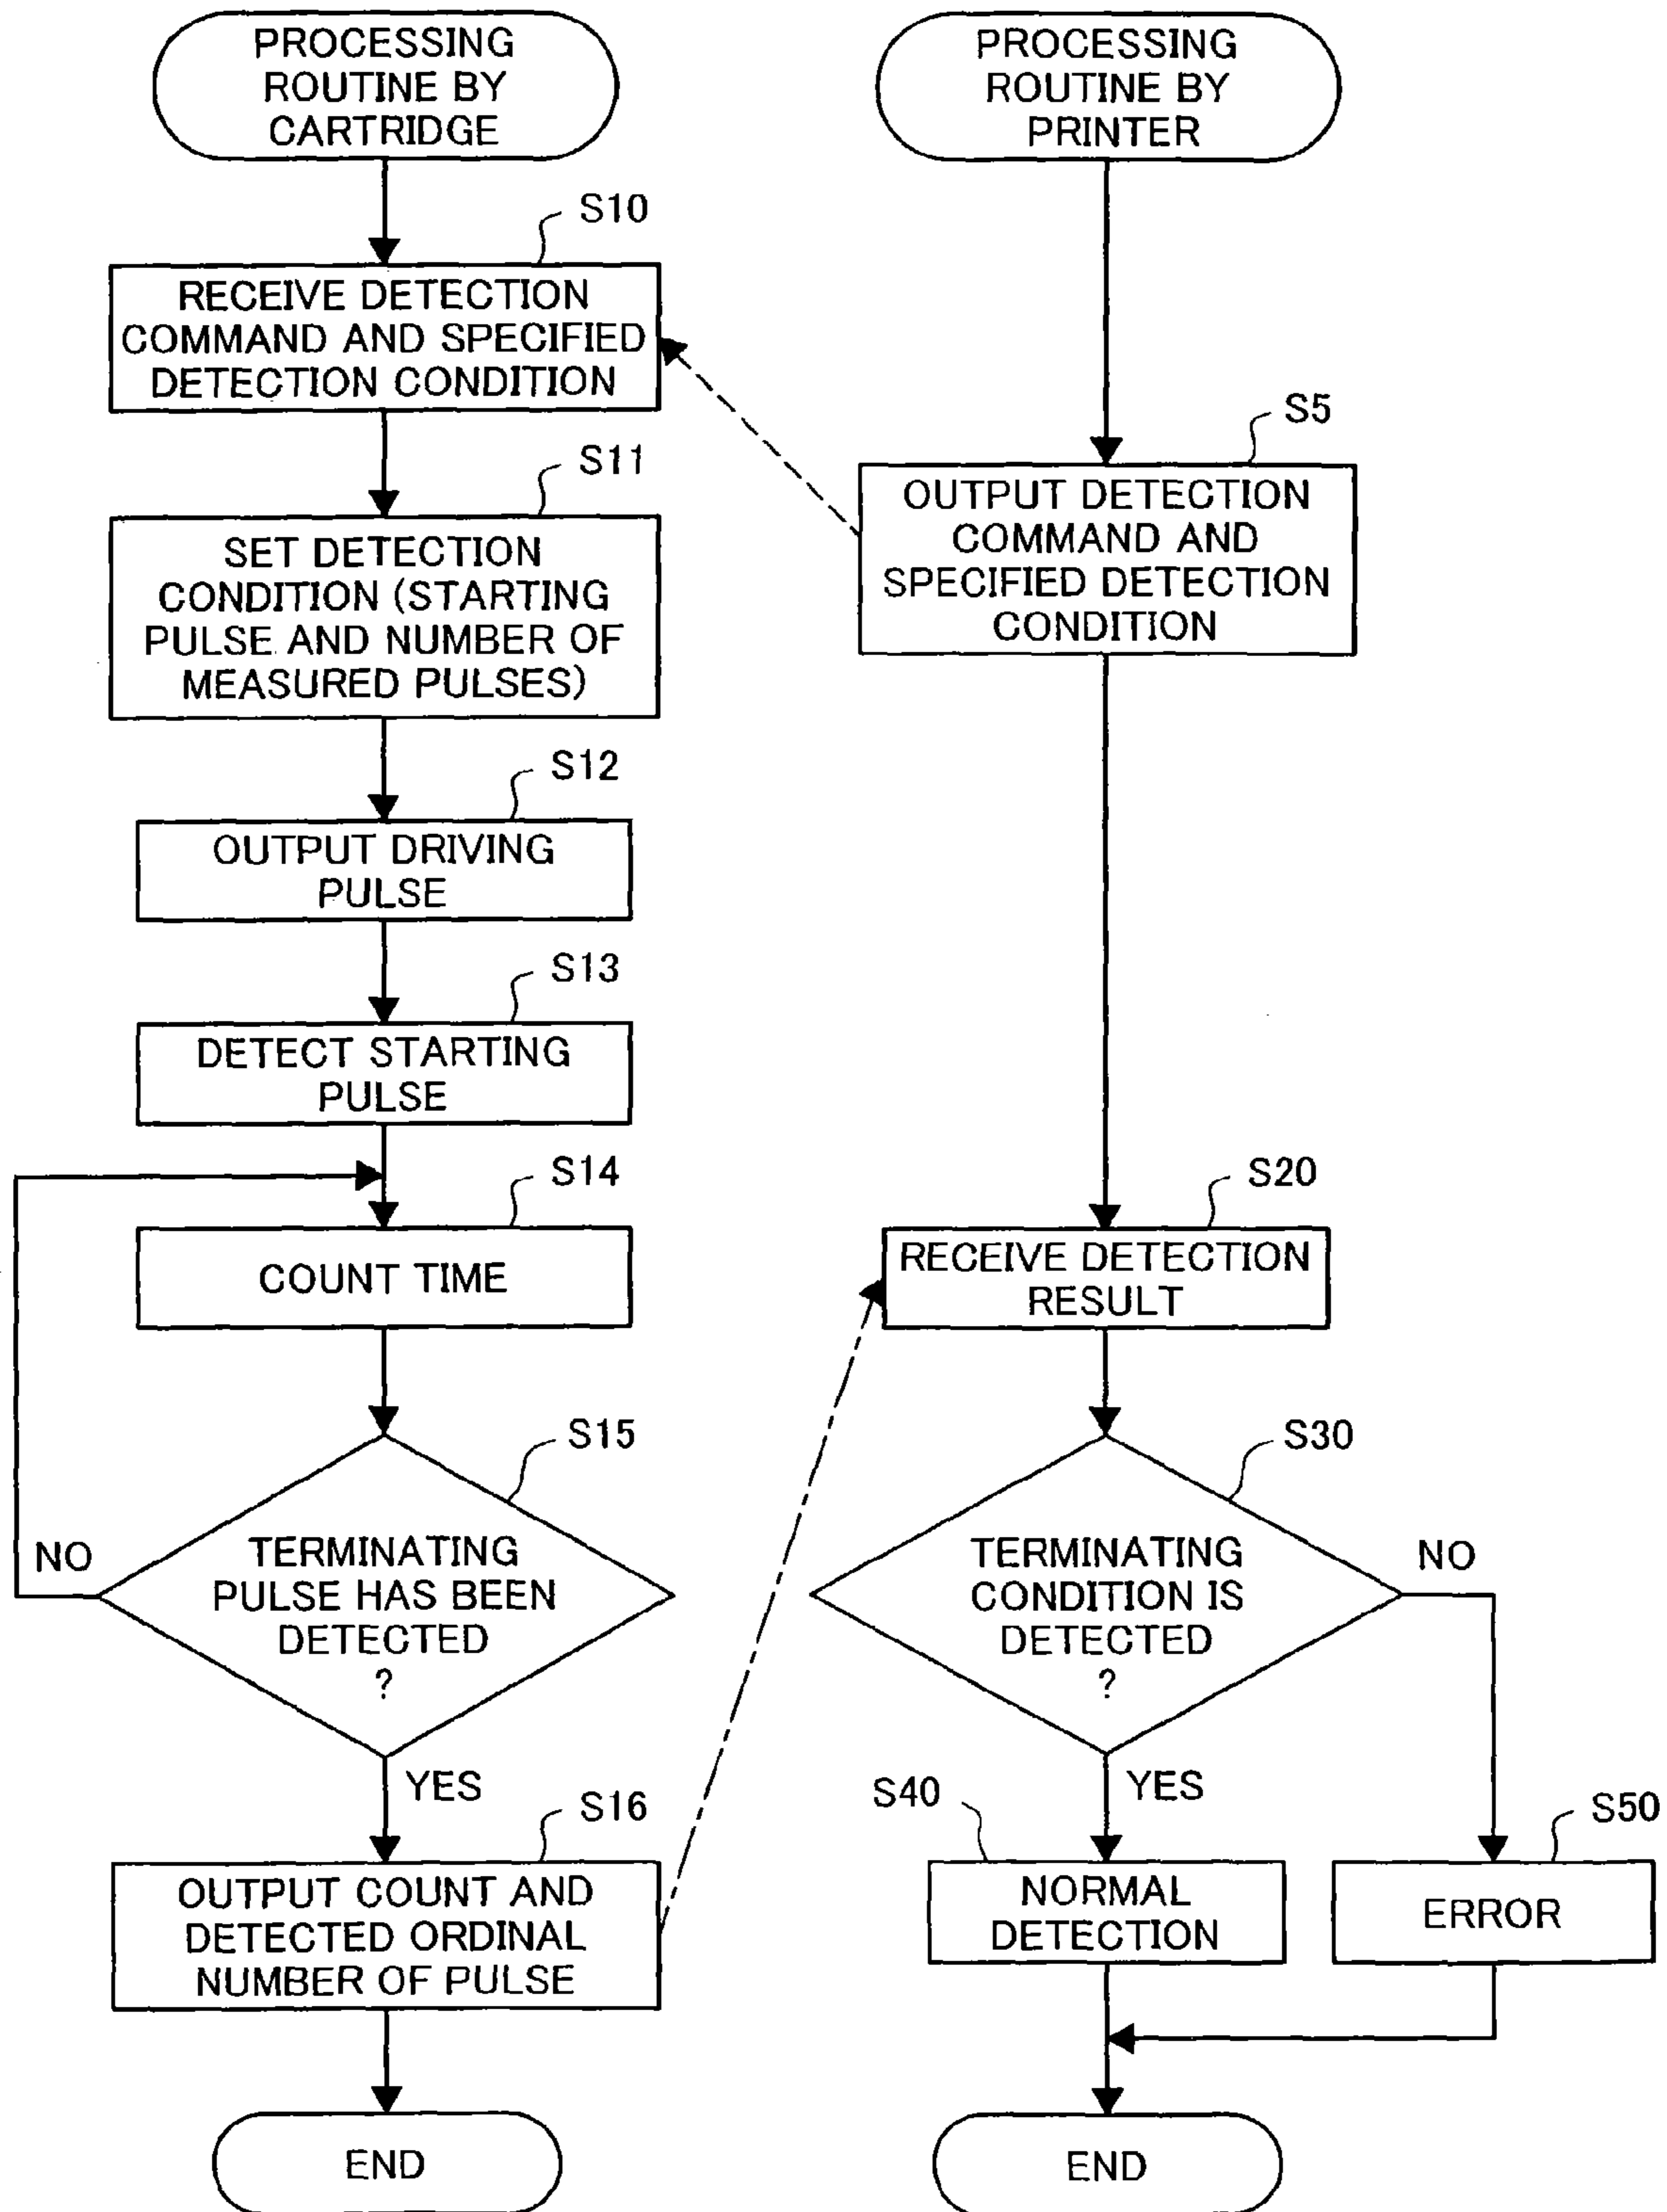 PROCESSING
ROUTINE BY
CARTRIDGE
S10
RECEIVE DETECTION
COMMAND AND SPECIFIED
DETECTION CONDITION
S11
SET DETECTION
CONDITION (STARTING
PULSE AND NUMBER OF
MEASURED PULSES)
S12
OUTPUT DRIVING
PULSE
S13
DETECT STARTING
PULSE
S14
COUNT TIME
S15
TERMINATING
PULSE HAS BEEN
DETECTED
?
NO
YES
S16
OUTPUT COUNT AND
DETECTED ORDINAL
NUMBER OF PULSE
END
PROCESSING
ROUTINE BY
PRINTER
S5
OUTPUT DETECTION
COMMAND AND
SPECIFIED DETECTION
CONDITION
S20
RECEIVE DETECTION
RESULT
S30
TERMINATING
CONDITION IS
DETECTED
?
NO
YES
S40
NORMAL
DETECTION
S50
ERROR
END